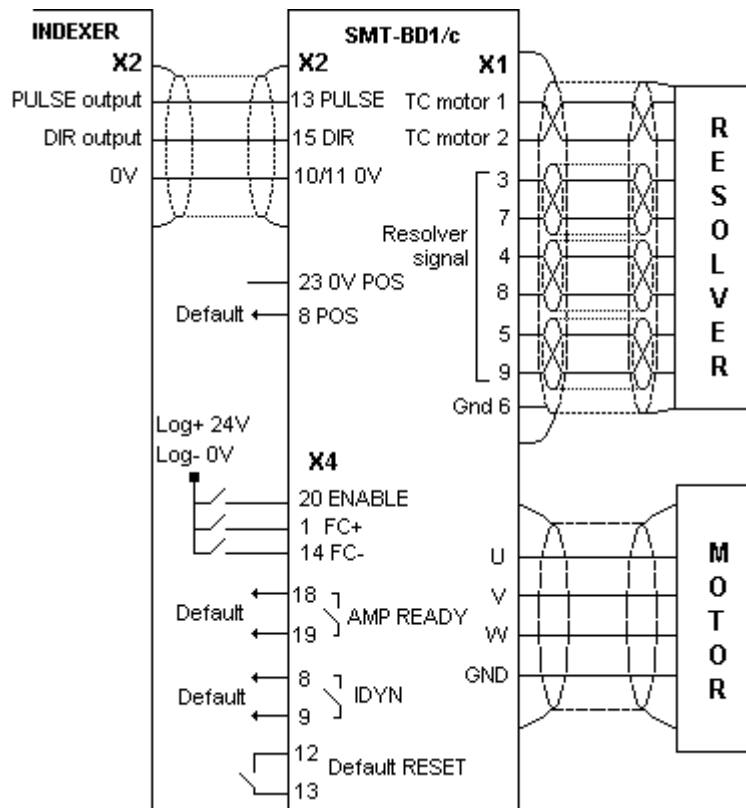 INDEXER
SMT-BD1/c
X2
X2
X1
PULSE output
13 PULSE
TC motor 1
DIR output
15 DIR
TC motor 2
0V
10/11 0V
3
7
Resolver
signal
4
8
5
9
Gnd 6
RESOLVER
23 0V POS
Default
8 POS
Log+ 24V
Log- 0V
X4
20 ENABLE
1 FC+
14 FC-
Default
18
19
AMP READY
Default
8
9
IDYN
12
13
Default RESET
U
V
W
GND
MOTOR